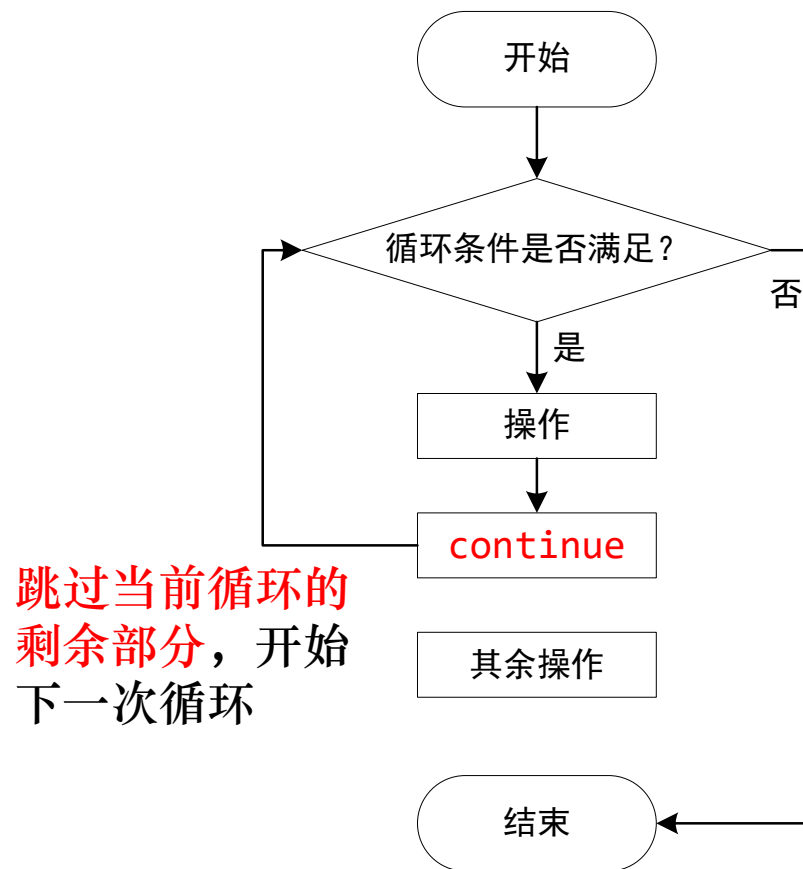 开始
循环条件是否满足?
否
是
操作
continue
跳过当前循环的
剩余部分，开始
下一次循环
其余操作
结束